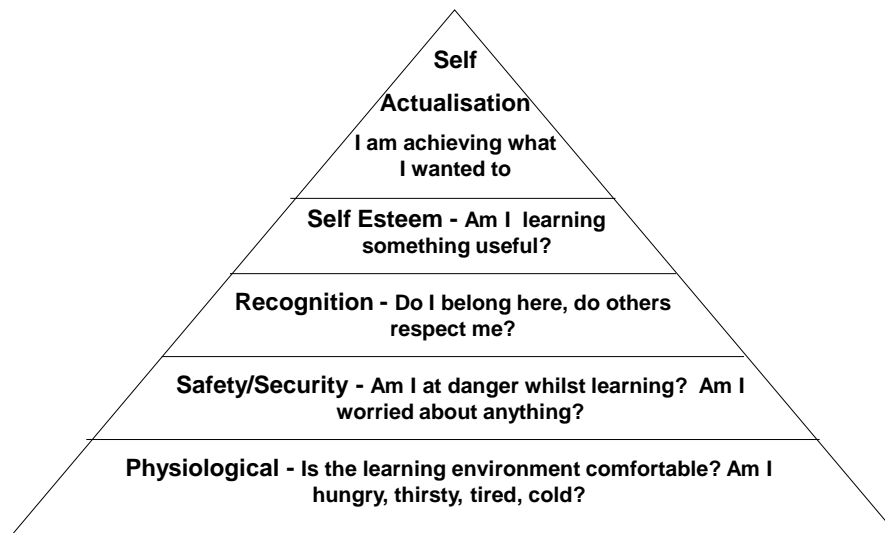 Self
Actualisation
I am achieving what
I wanted to
Self Esteem - Am I learning
something useful?
Recognition - Do I belong here, do others
respect me?
Safety/Security - Am I at danger whilst learning? Am I
worried about anything?
Physiological - Is the learning environment comfortable? Am I
hungry, thirsty, tired, cold?